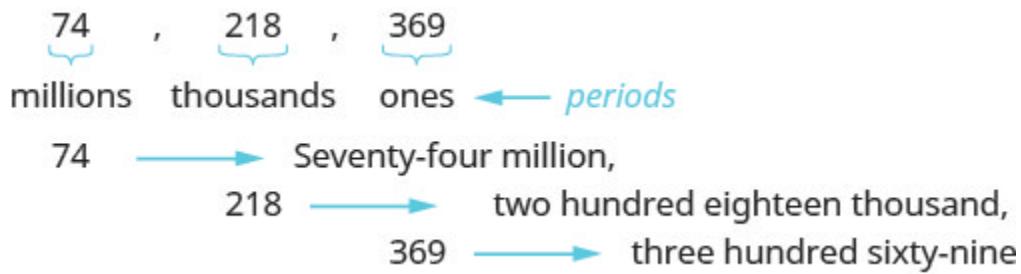 74 , 218 , 369
millions thousands ones periods
74 Seventy-four million,
218 two hundred eighteen thousand,
369 three hundred sixty-nine